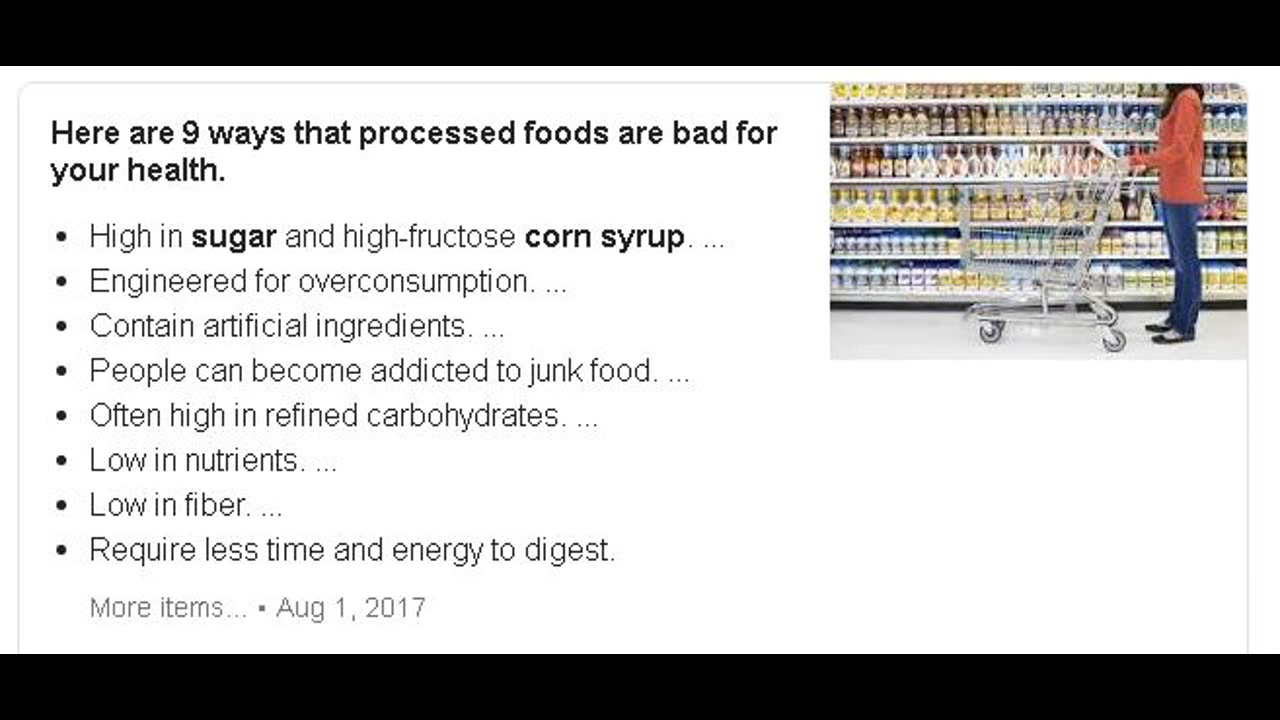 Here are 9 ways that processed foods are bad for
your health.
• High in sugar and high-fructose corn syrup. ...
• Engineered for overconsumption. ...
• Contain artificial ingredients. ...
• People can become addicted to junk food. ...
• Often high in refined carbohydrates. ...
• Low in nutrients. ...
• Low in fiber. ...
• Require less time and energy to digest.
More items... • Aug 1, 2017